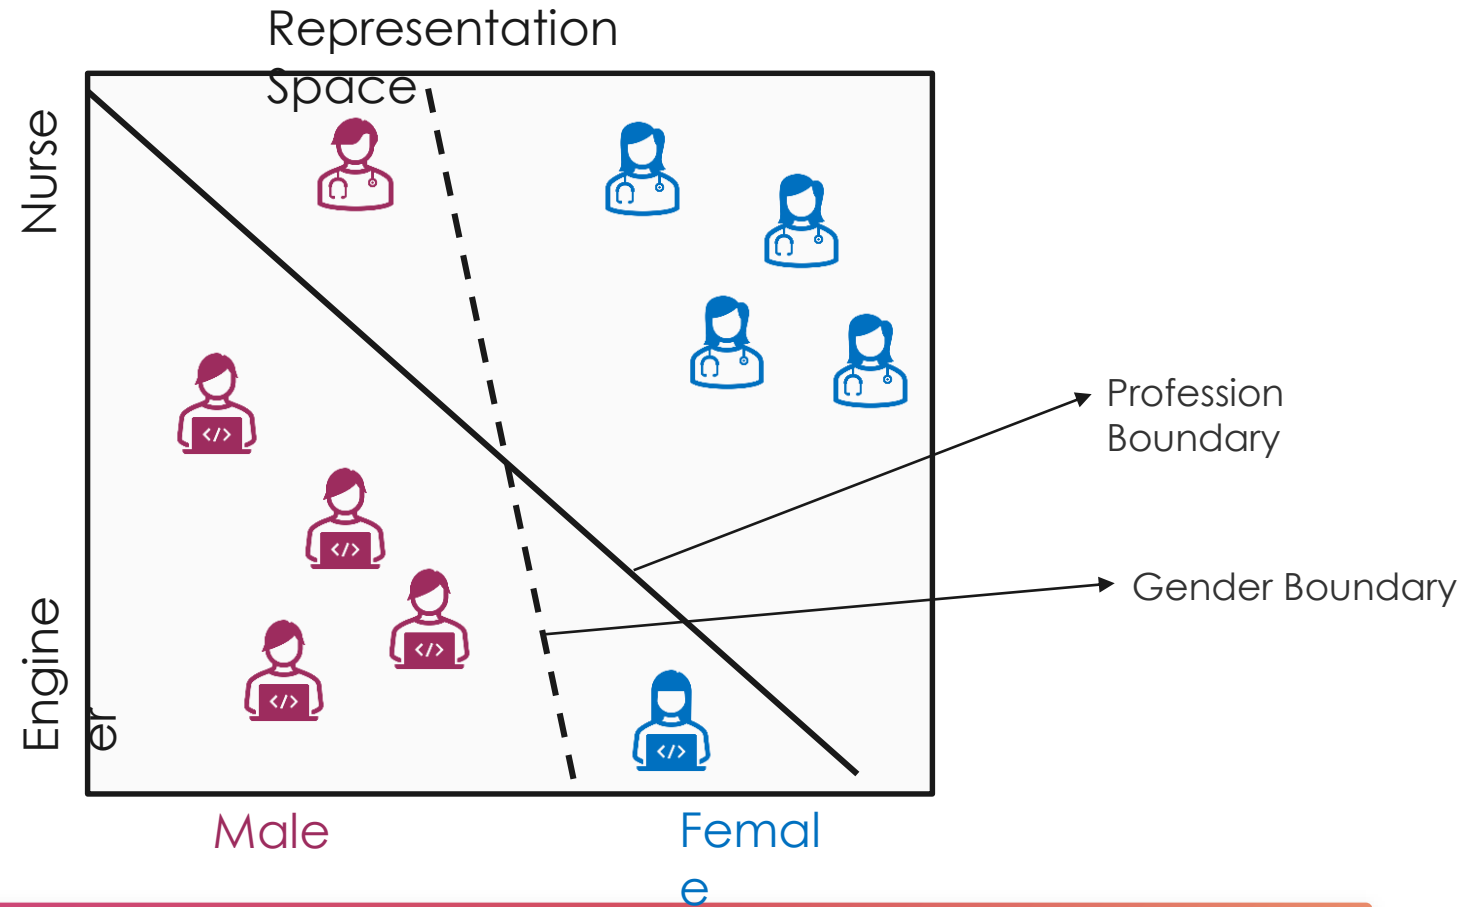 Representation
Space
Nurse
Profession
Boundary
Gender Boundary
Engine
er
</>
</>
</>
</>
</>
Male
Femal
e